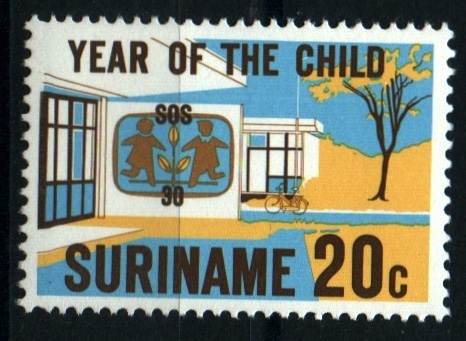 YEAR OF THE CHILD
SOS
30
SURINAME 20c